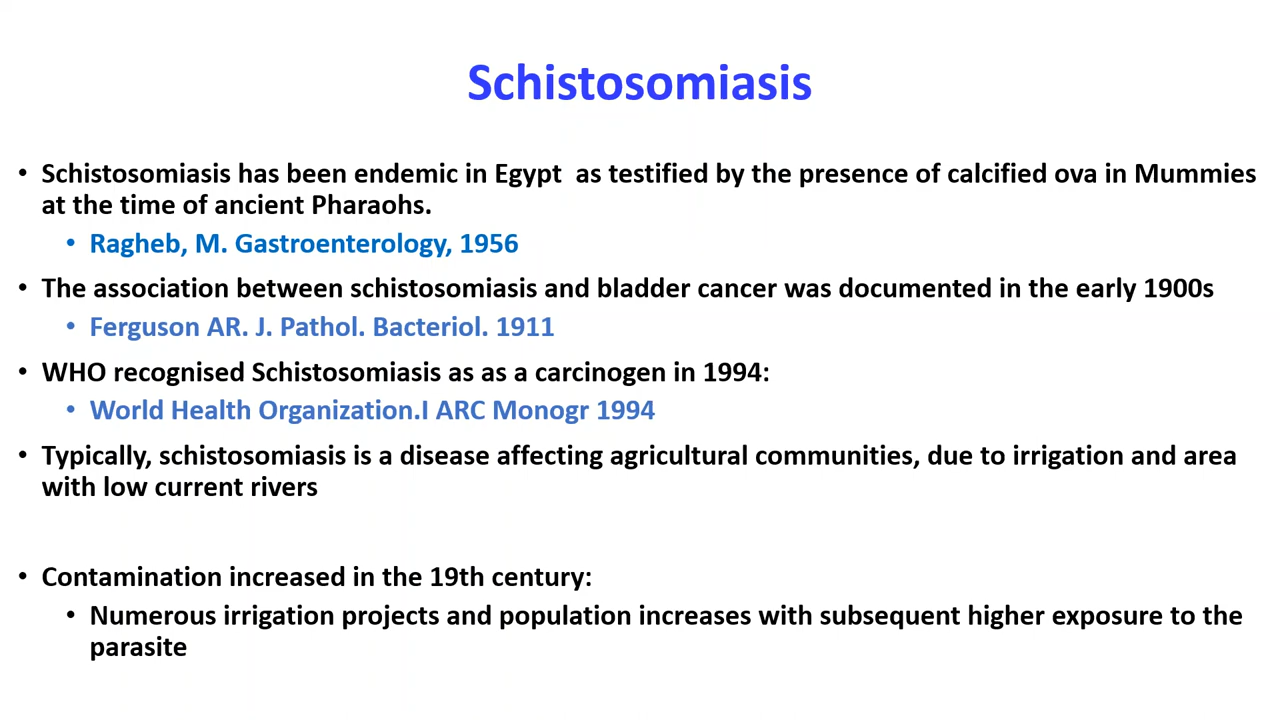 Schistosomiasis
• Schistosomiasis has been endemic in Egypt  as testified by the presence of calcified ova in Mummies
at the time of ancient Pharaohs.
• Ragheb, M. Gastroenterology, 1956
• The association between schistosomiasis and bladder cancer was documented in the early 1900s
• Ferguson AR. J. Pathol. Bacteriol. 1911
• WHO recognised Schistosomiasis as as a carcinogen in 1994:
• World Health Organization.I ARC Monogr 1994
• Typically, schistosomiasis is a disease affecting agricultural communities, due to irrigation and area
with low current rivers
• Contamination increased in the 19th century:
• Numerous irrigation projects and population increases with subsequent higher exposure to the
parasite